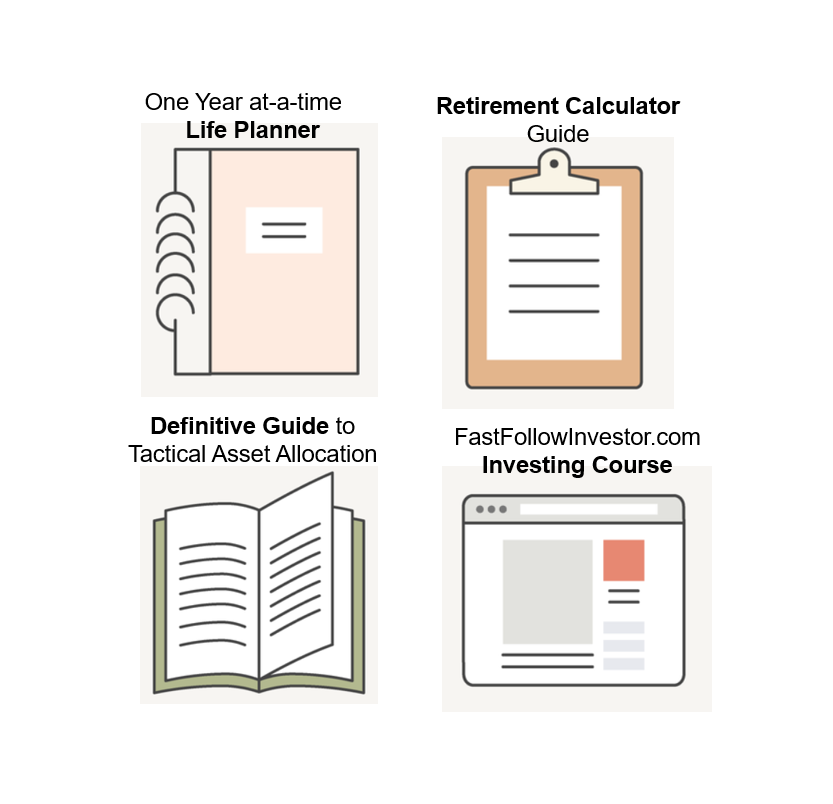 One Year at-a-time
Life Planner
Retirement Calculator
Guide
Definitive Guide to
Tactical Asset Allocation
FastFollowInvestor.com
Investing Course